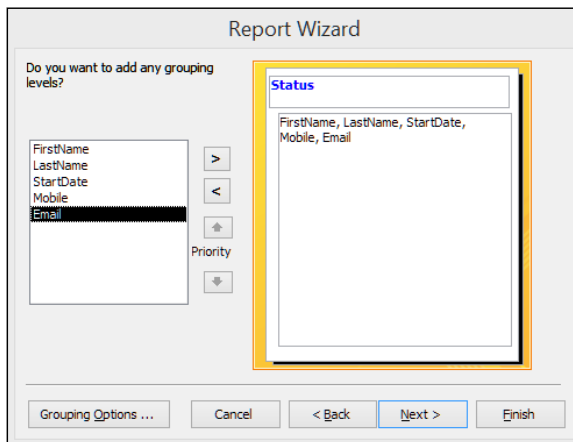 Report Wizard
Do you want to add any grouping
levels?
FirstName
LastName
StartDate
Mobile
Email
>
<
Priority
Status
FirstName, LastName, StartDate,
Mobile, Email
Grouping Options ...
Cancel
< Back
Next >
Finish